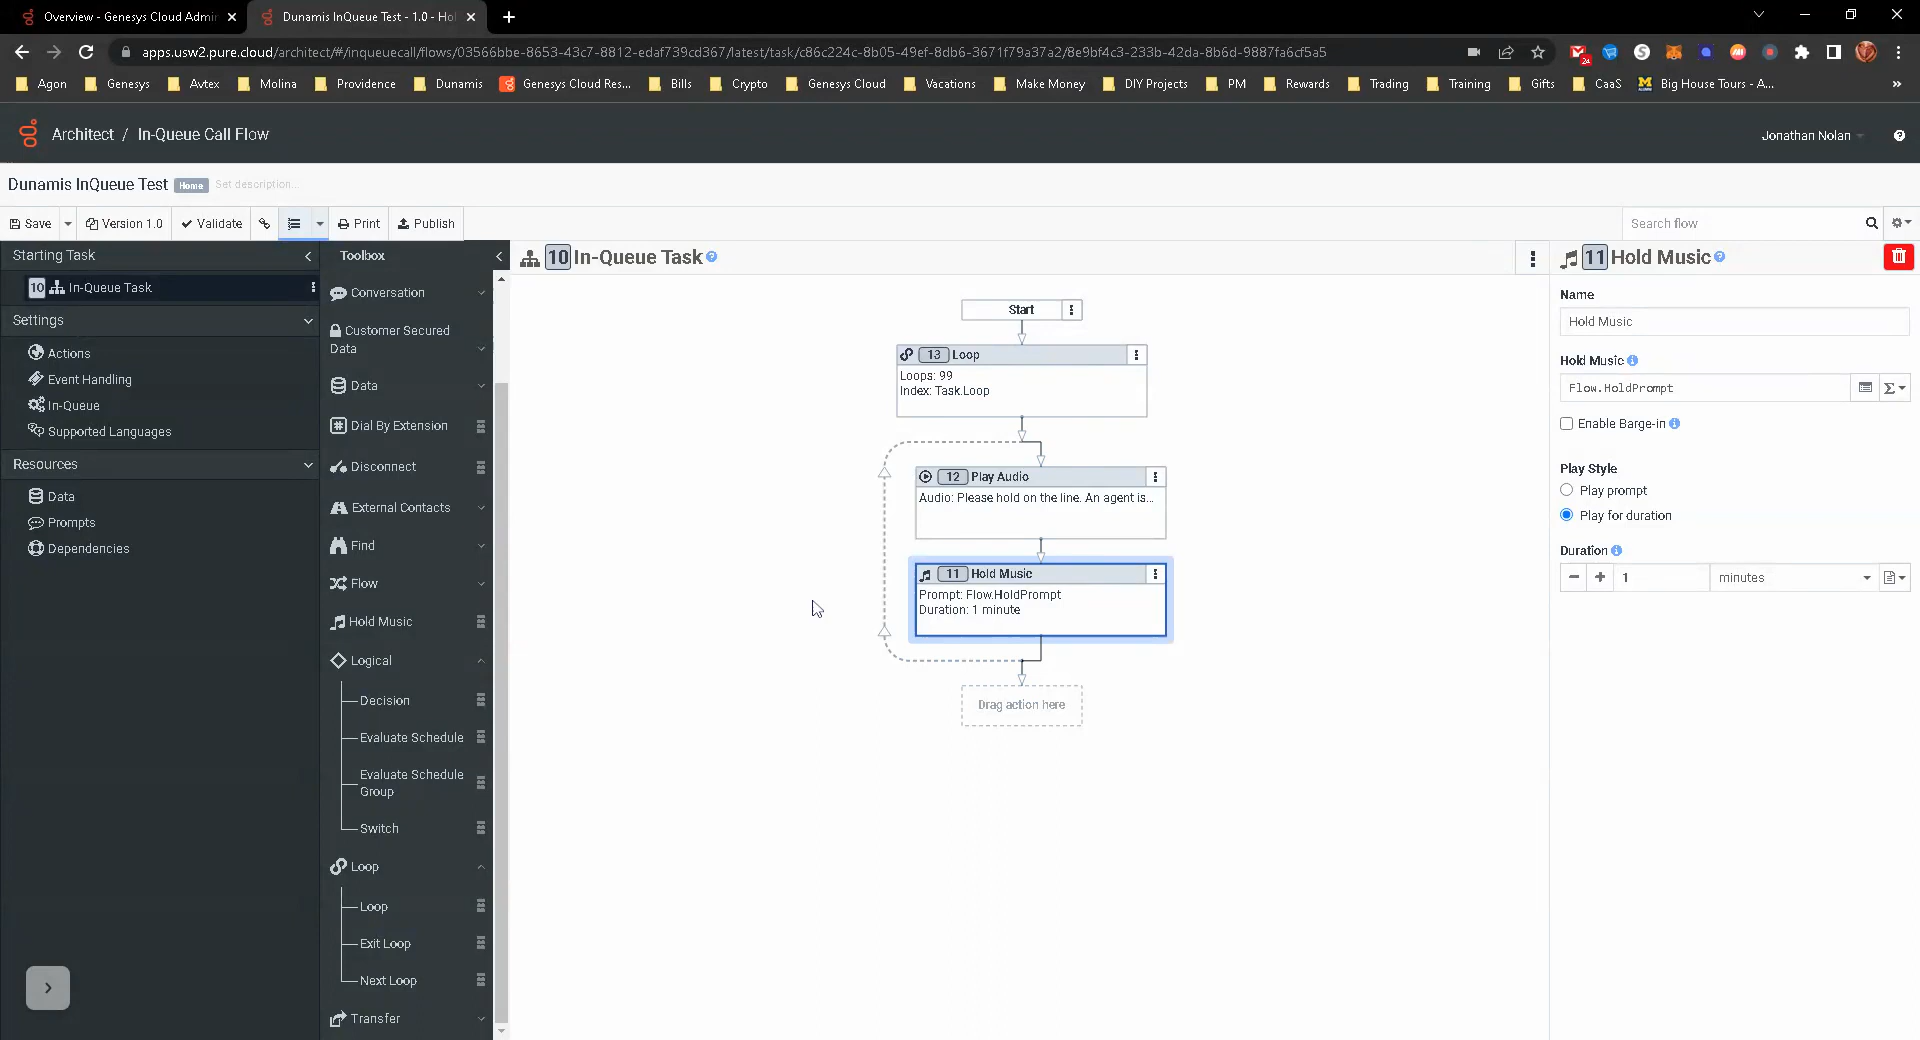 Overview - Genesys Cloud Admin
Dunamis InQueue Test - 1.0 - Hol
apps.usw2.pure.cloud/architect/#/inqueuecall/flows/03566bbe-8653-43c7-8812-edaf739cd367/latest/task/c86c224c-8b05-49ef-8db6-3671f79a37a2/8e9bf4c3-233b-42da-8b6d-9887fa6cf5a5
24
Agon
Genesys
Avtex
Molina
Providence
Dunamis
Genesys Cloud Res...
Bills
Crypto
Genesys Cloud
Vacations
Make Money
DIY Projects
PM
Rewards
Trading
Training
Gifts
CaaS
Big House Tours - A...
Architect / In-Queue Call Flow
Jonathan Nolan
Dunamis InQueue Test Home Set description...
Save
Version 1.0
Validate
Print
Publish
Search flow
Starting Task
10 In-Queue Task
Settings
Actions
Event Handling
In-Queue
Supported Languages
Resources
Data
Prompts
Dependencies
Toolbox
Conversation
Customer Secured
Data
Data
Dial By Extension
Disconnect
External Contacts
Find
Flow
Hold Music
Logical
Decision
Evaluate Schedule
Evaluate Schedule
Group
Switch
Loop
Loop
Exit Loop
Next Loop
Transfer
10 In-Queue Task
Start
13 Loop
Loops: 99
Index: Task.Loop
12 Play Audio
Audio: Please hold on the line. An agent is...
11 Hold Music
Prompt: Flow.HoldPrompt
Duration: 1 minute
Drag action here
11 Hold Music
Name
Hold Music
Hold Music
Flow.HoldPrompt
Enable Barge-in
Play Style
Play prompt
Play for duration
Duration
1
minutes